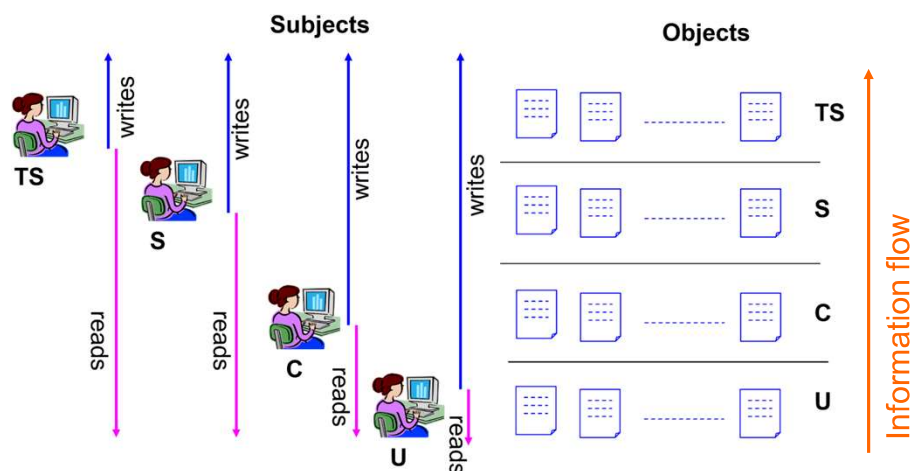 Subjects
Objects
writes
writes
writes
writes
TS
S
C
U
reads
reads
reads
reads
TS
S
C
U
Information flow